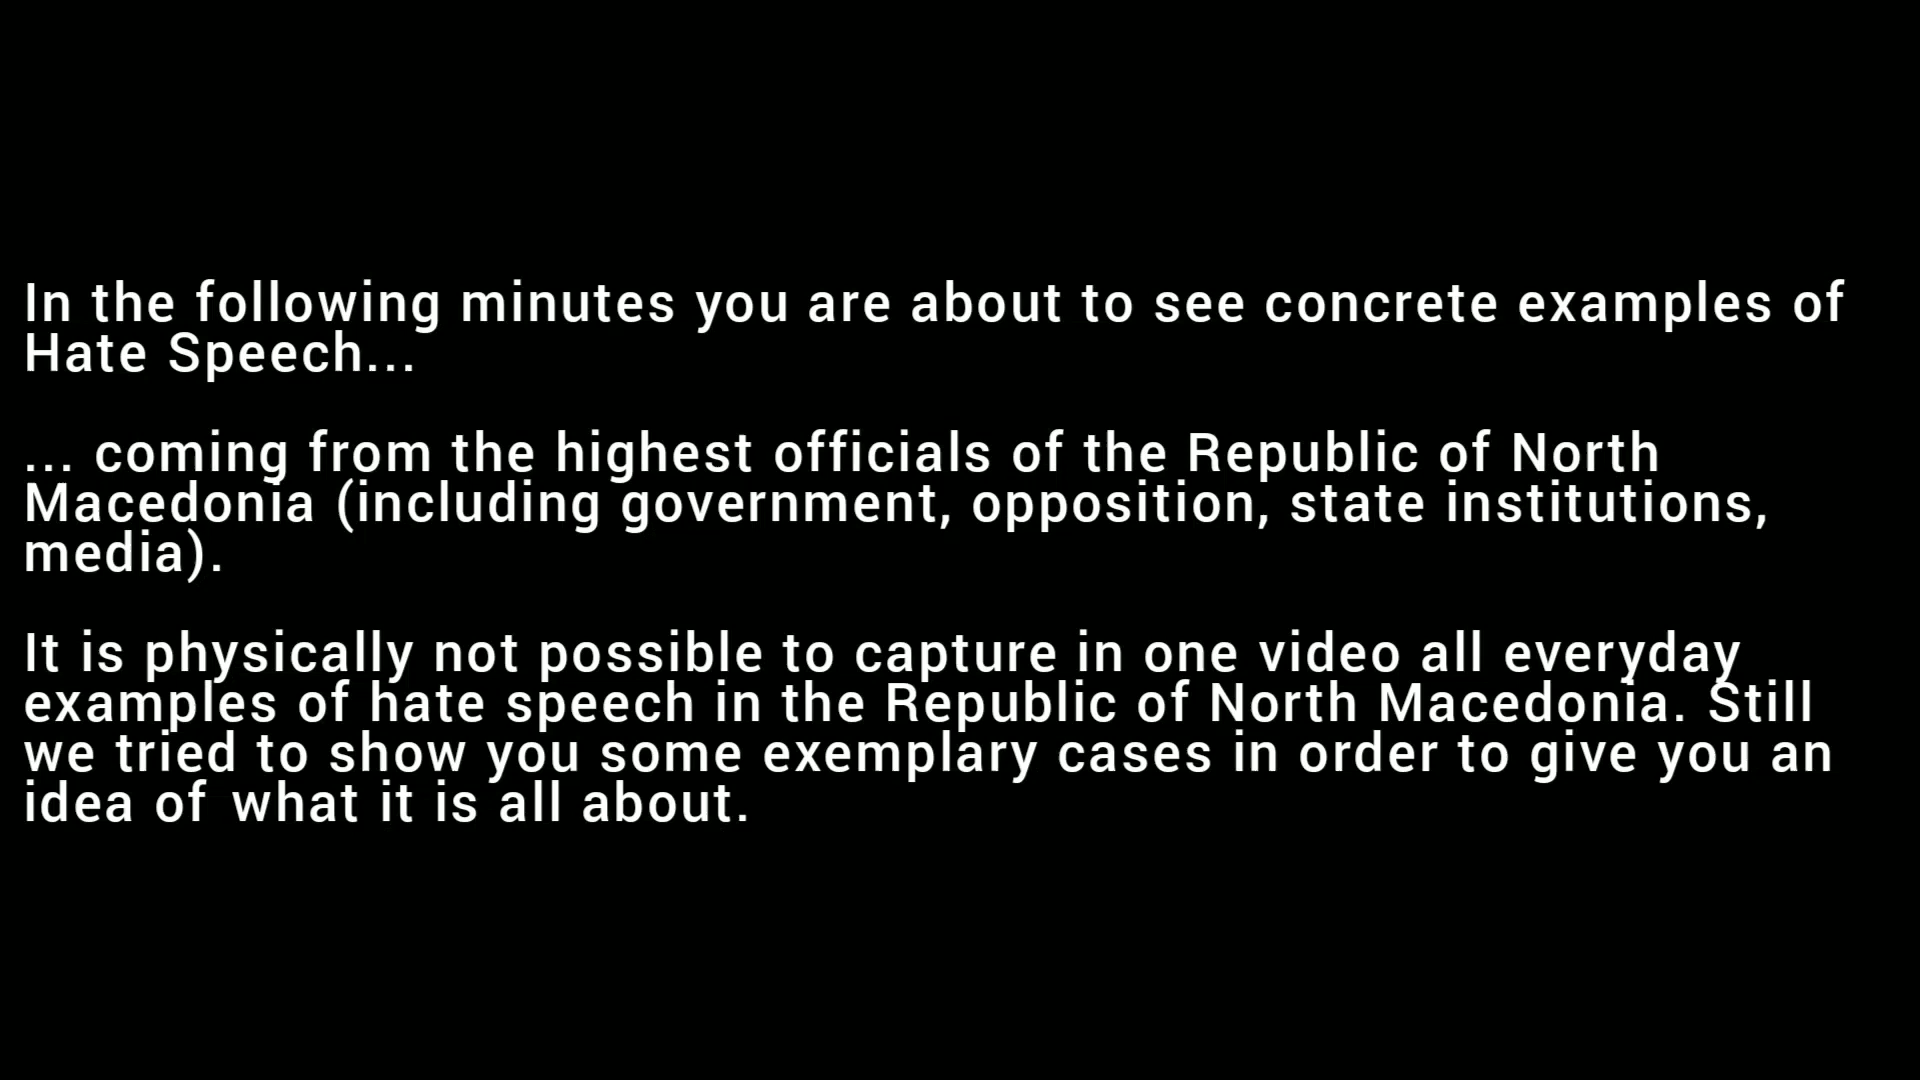 In the following minutes you are about to see concrete examples of
Hate Speech...
... coming from the highest officials of the Republic of North
Macedonia (including government, opposition, state institutions,
media).
It is physically not possible to capture in one video all everyday
examples of hate speech in the Republic of North Macedonia. Still
we tried to show you some exemplary cases in order to give you an
idea of what it is all about.